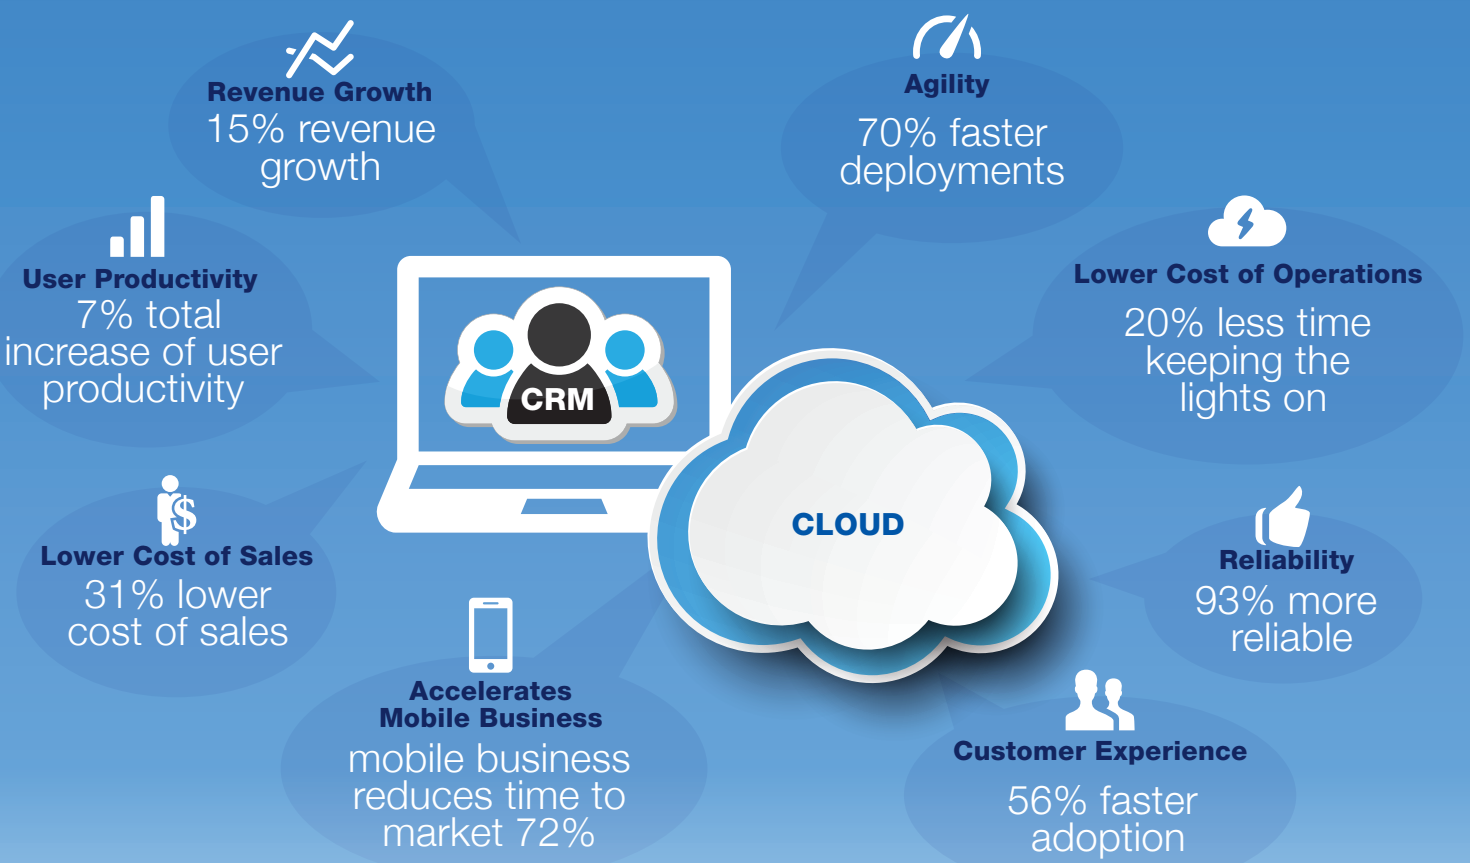 Revenue Growth
15% revenue
growth
Agility
70% faster
deployments
User Productivity
7% total
increase of user
productivity
Lower Cost of Operations
20% less time
keeping the
lights on
CRM
CLOUD
$
Lower Cost of Sales
31% lower
cost of sales
Reliability
93% more
reliable
Accelerates
Mobile Business
mobile business
reduces time to
market 72%
Customer Experience
56% faster
adoption